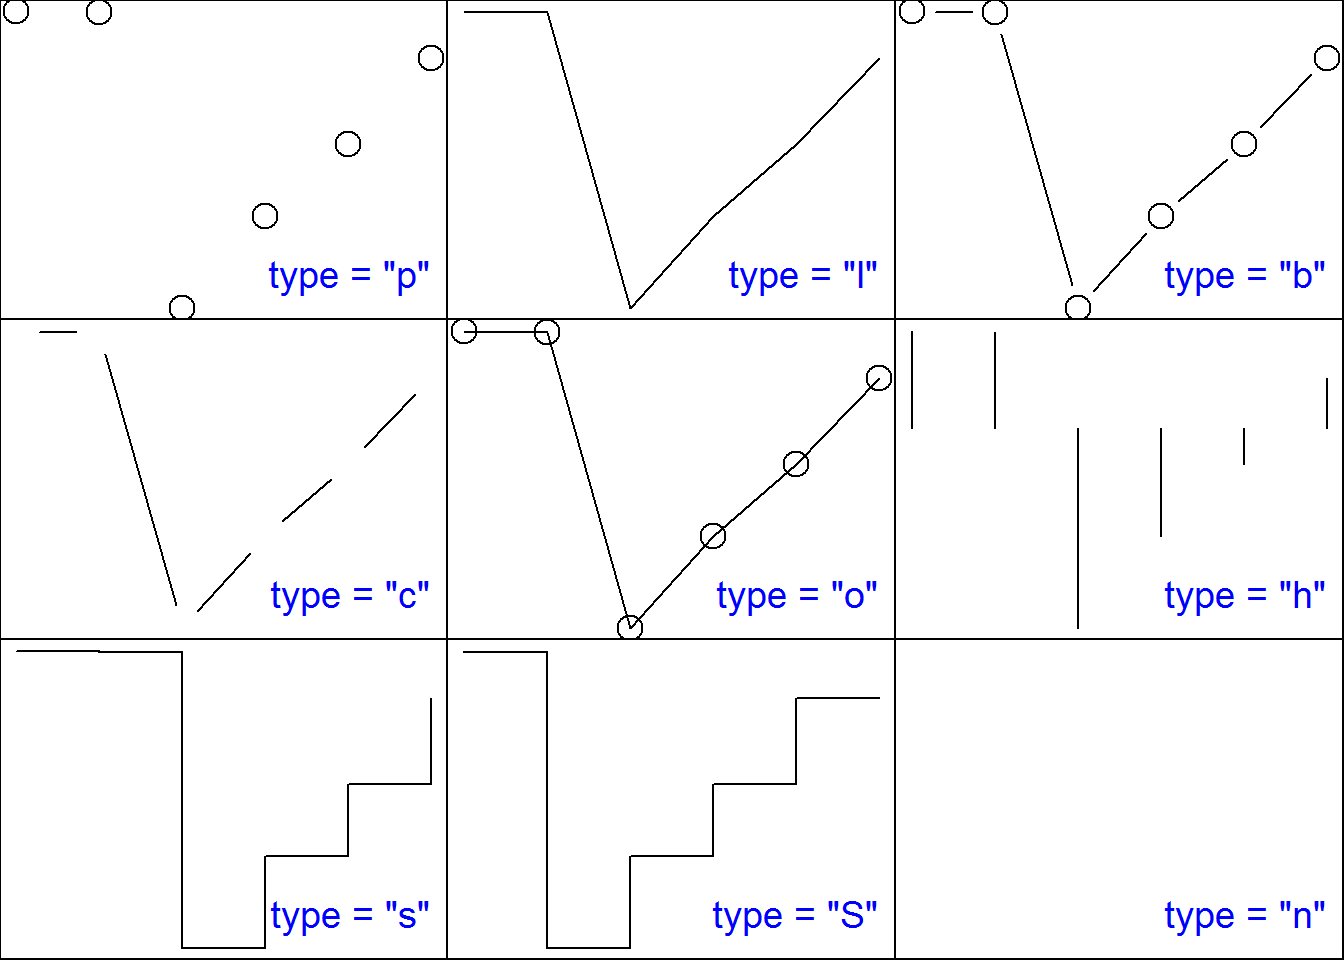 type = "p"
type = "l"
type = "b"
type = "c"
type = "o"
type = "h"
type = "s"
type = "S"
type = "n"